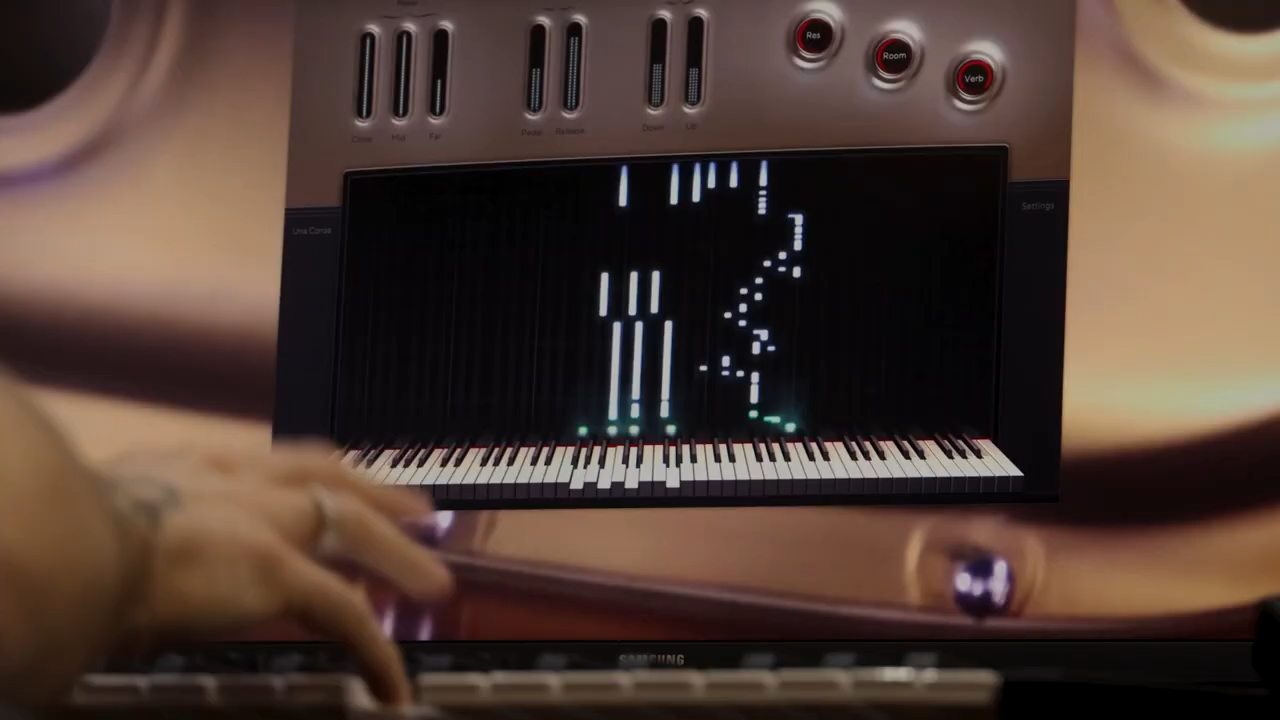 Close
Mid
Far
Pedal
Release
Down
Up
Res
Room
Verb
Una Corda
Settings
SAMSUNG